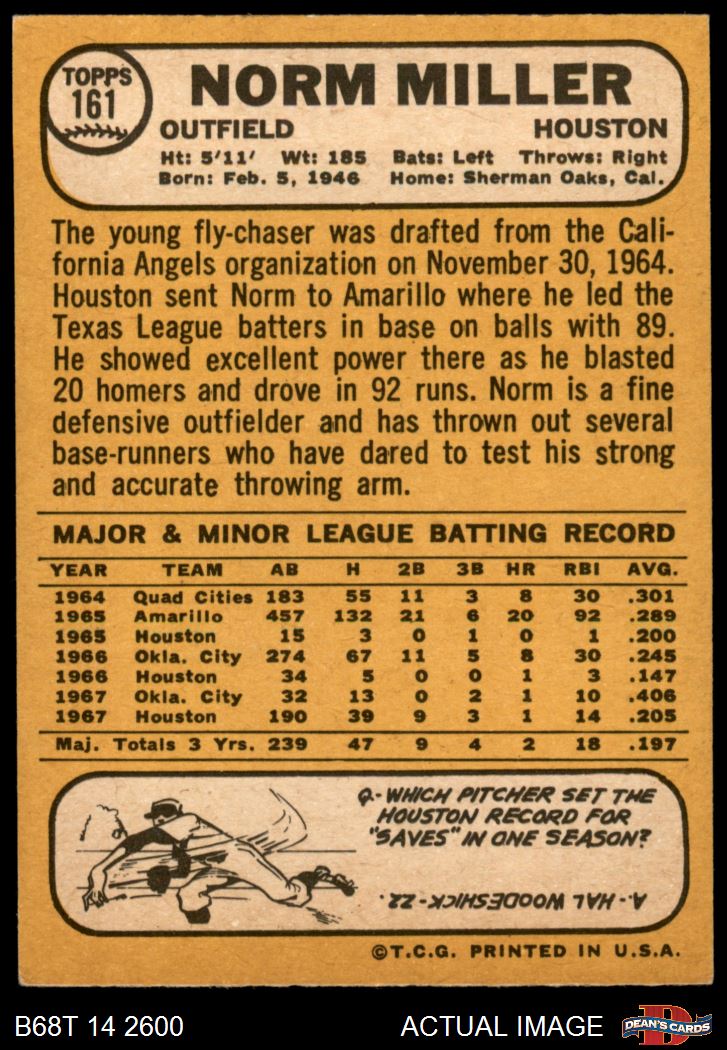 TOPPS
161
NORM MILLER
OUTFIELD HOUSTON
Ht: 5'11' Wt: 185 Bats: Left Throws: Right
Born: Feb. 5, 1946 Home: Sherman Oaks, Cal.
The young fly-chaser was drafted from the Cali-
fornia Angels organization on November 30, 1964.
Houston sent Norm to Amarillo where he led the
Texas League batters in base on balls with 89.
He showed excellent power there as he blasted
20 homers and drove in 92 runs. Norm is a fine
defensive outfielder and has thrown out several
base-runners who have dared to test his strong
and accurate throwing arm.
MAJOR & MINOR LEAGUE BATTING RECORD
YEAR TEAM AB H 2B 3B HR RBI AVG.
1964 Quad Cities 183 55 11 3 8 30 .301
1965 Amarillo 457 132 21 6 20 92 .289
1965 Houston 15 3 0 1 0 1 .200
1966 Okla. City 274 67 11 5 8 30 .245
1966 Houston 34 5 0 0 1 3 .147
1967 Okla. City 32 13 0 2 1 10 .406
1967 Houston 190 39 9 3 1 14 .205
Maj. Totals 3 Yrs. 239 47 9 4 2 18 .197
Q- WHICH PITCHER SET THE
HOUSTON RECORD FOR
"SAVES" IN ONE SEASON?
A- HAL WOODESHICK- 22.
©T.C.G. PRINTED IN U.S.A.
B68T 14 2600 ACTUAL IMAGE
D
DEAN'S CARDS